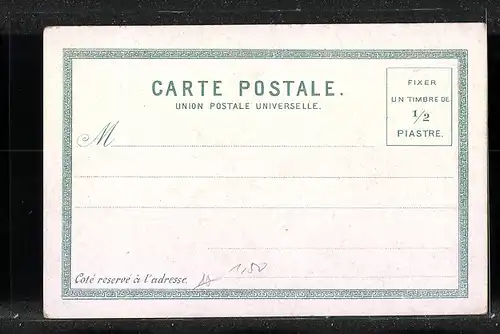 CARTE POSTALE.
UNION POSTALE UNIVERSELLE.
FIXER
UN TIMBRE DE
1/2
PIASTRE.
M
Coté reservé à l'adresse.
1,50